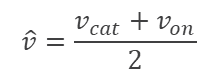 v̂ = (v_cat + v_on) / 2